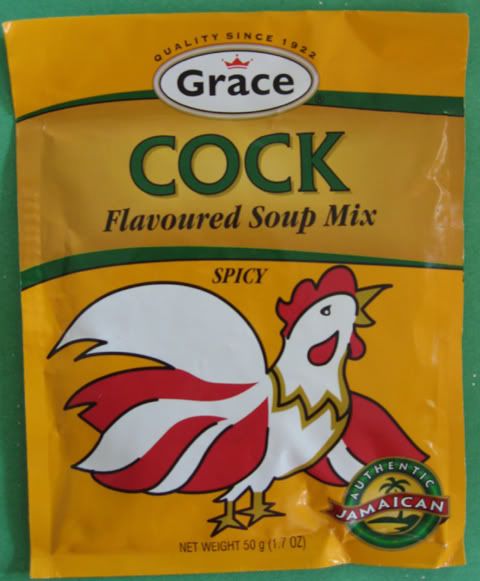 QUALITY SINCE 1922
Grace
COCK
Flavoured Soup Mix
SPICY
AUTHENTIC
JAMAICAN
NET WEIGHT 50 g (1.7 OZ)